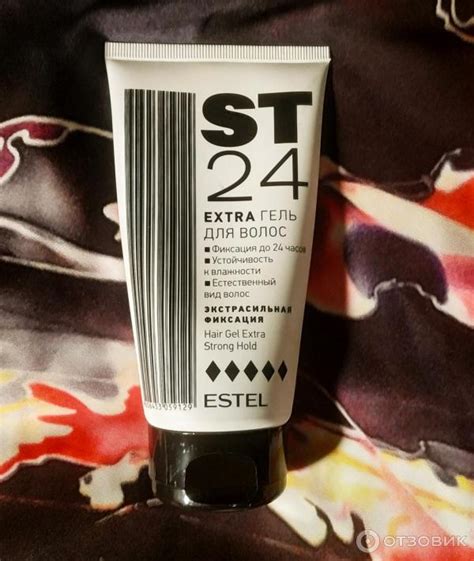 ST
24
EXTRA ГЕЛЬ
ДЛЯ ВОЛОС
■ Фиксация до 24 часов
■ Устойчивость
к влажности
■ Естественный
вид волос
ЭКСТРАСИЛЬНАЯ
ФИКСАЦИЯ
Hair Gel Extra
Strong Hold
ESTEL
ОТЗОВИК